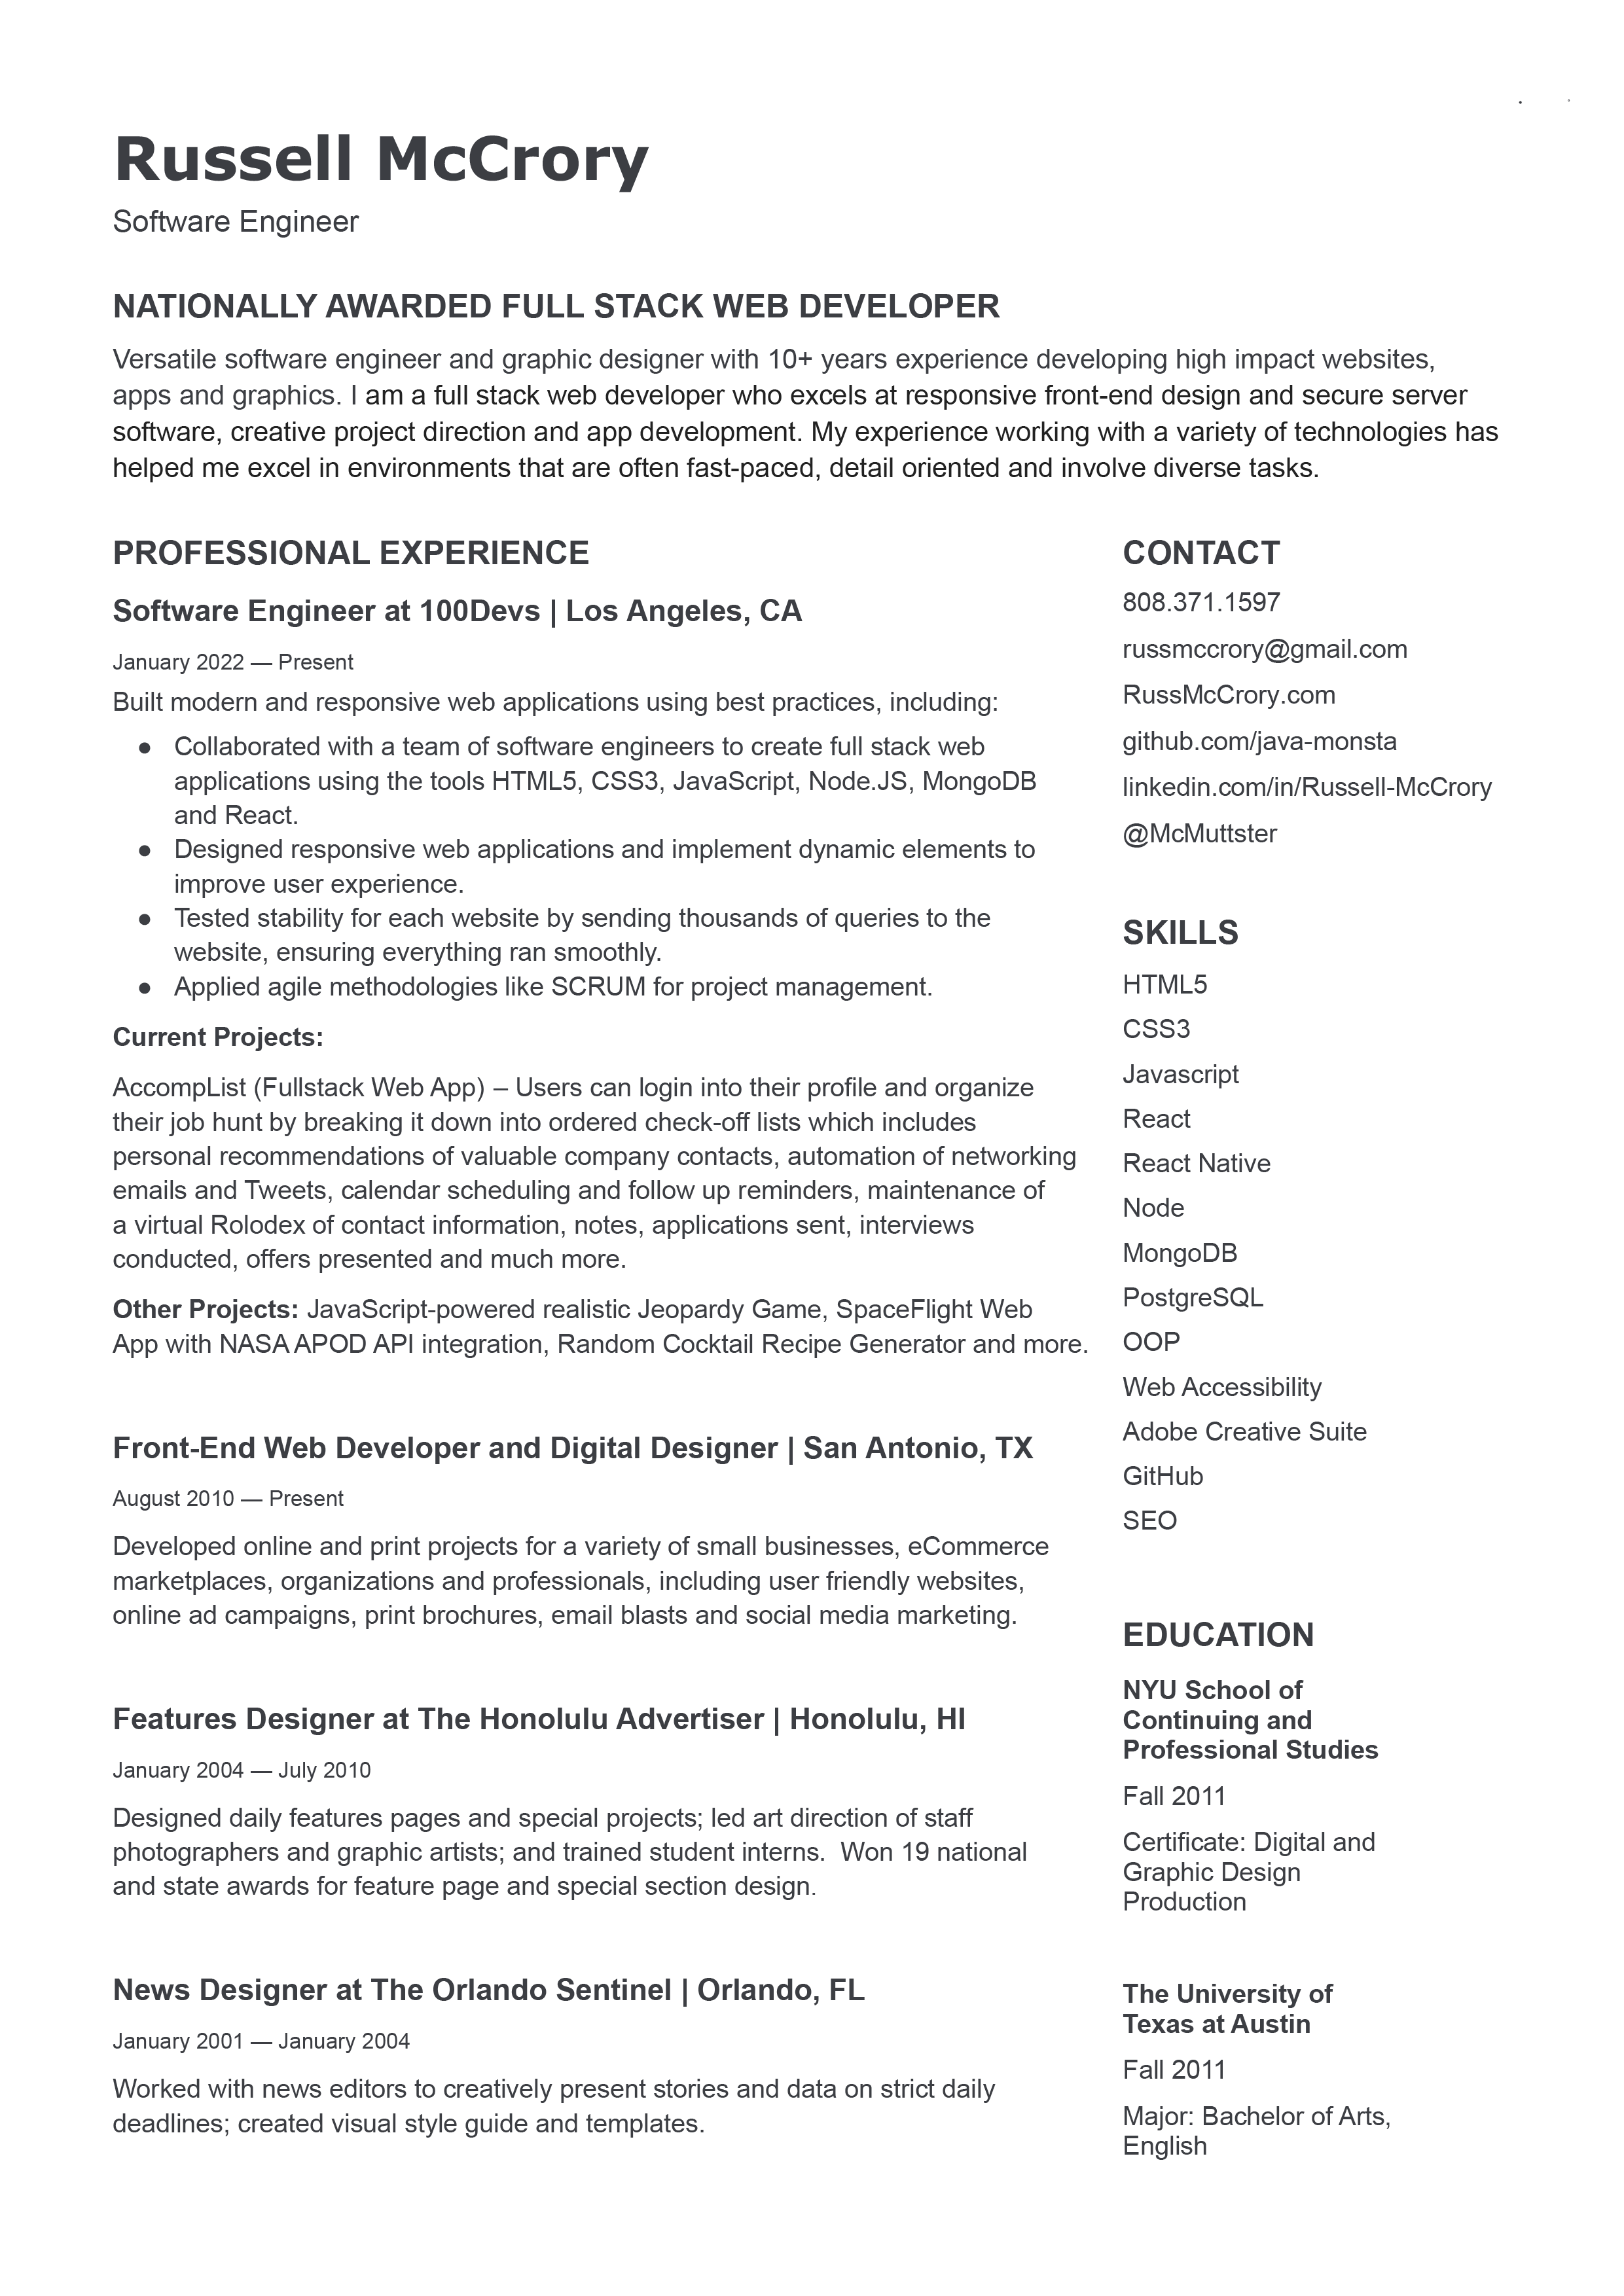 Russell McCrory
Software Engineer
NATIONALLY AWARDED FULL STACK WEB DEVELOPER
Versatile software engineer and graphic designer with 10+ years experience developing high impact websites,
apps and graphics. I am a full stack web developer who excels at responsive front-end design and secure server
software, creative project direction and app development. My experience working with a variety of technologies has
helped me excel in environments that are often fast-paced, detail oriented and involve diverse tasks.
PROFESSIONAL EXPERIENCE
Software Engineer at 100Devs | Los Angeles, CA
January 2022 — Present
Built modern and responsive web applications using best practices, including:
● Collaborated with a team of software engineers to create full stack web
applications using the tools HTML5, CSS3, JavaScript, Node.JS, MongoDB
and React.
● Designed responsive web applications and implement dynamic elements to
improve user experience.
● Tested stability for each website by sending thousands of queries to the
website, ensuring everything ran smoothly.
● Applied agile methodologies like SCRUM for project management.
Current Projects:
AccompList (Fullstack Web App) – Users can login into their profile and organize
their job hunt by breaking it down into ordered check-off lists which includes
personal recommendations of valuable company contacts, automation of networking
emails and Tweets, calendar scheduling and follow up reminders, maintenance of
a virtual Rolodex of contact information, notes, applications sent, interviews
conducted, offers presented and much more.
Other Projects: JavaScript-powered realistic Jeopardy Game, SpaceFlight Web
App with NASA APOD API integration, Random Cocktail Recipe Generator and more.
Front-End Web Developer and Digital Designer | San Antonio, TX
August 2010 — Present
Developed online and print projects for a variety of small businesses, eCommerce
marketplaces, organizations and professionals, including user friendly websites,
online ad campaigns, print brochures, email blasts and social media marketing.
Features Designer at The Honolulu Advertiser | Honolulu, HI
January 2004 — July 2010
Designed daily features pages and special projects; led art direction of staff
photographers and graphic artists; and trained student interns.  Won 19 national
and state awards for feature page and special section design.
News Designer at The Orlando Sentinel | Orlando, FL
January 2001 — January 2004
Worked with news editors to creatively present stories and data on strict daily
deadlines; created visual style guide and templates.
CONTACT
808.371.1597
russmccrory@gmail.com
RussMcCrory.com
github.com/java-monsta
linkedin.com/in/Russell-McCrory
@McMuttster
SKILLS
HTML5
CSS3
Javascript
React
React Native
Node
MongoDB
PostgreSQL
OOP
Web Accessibility
Adobe Creative Suite
GitHub
SEO
EDUCATION
NYU School of
Continuing and
Professional Studies
Fall 2011
Certificate: Digital and
Graphic Design
Production
The University of
Texas at Austin
Fall 2011
Major: Bachelor of Arts,
English